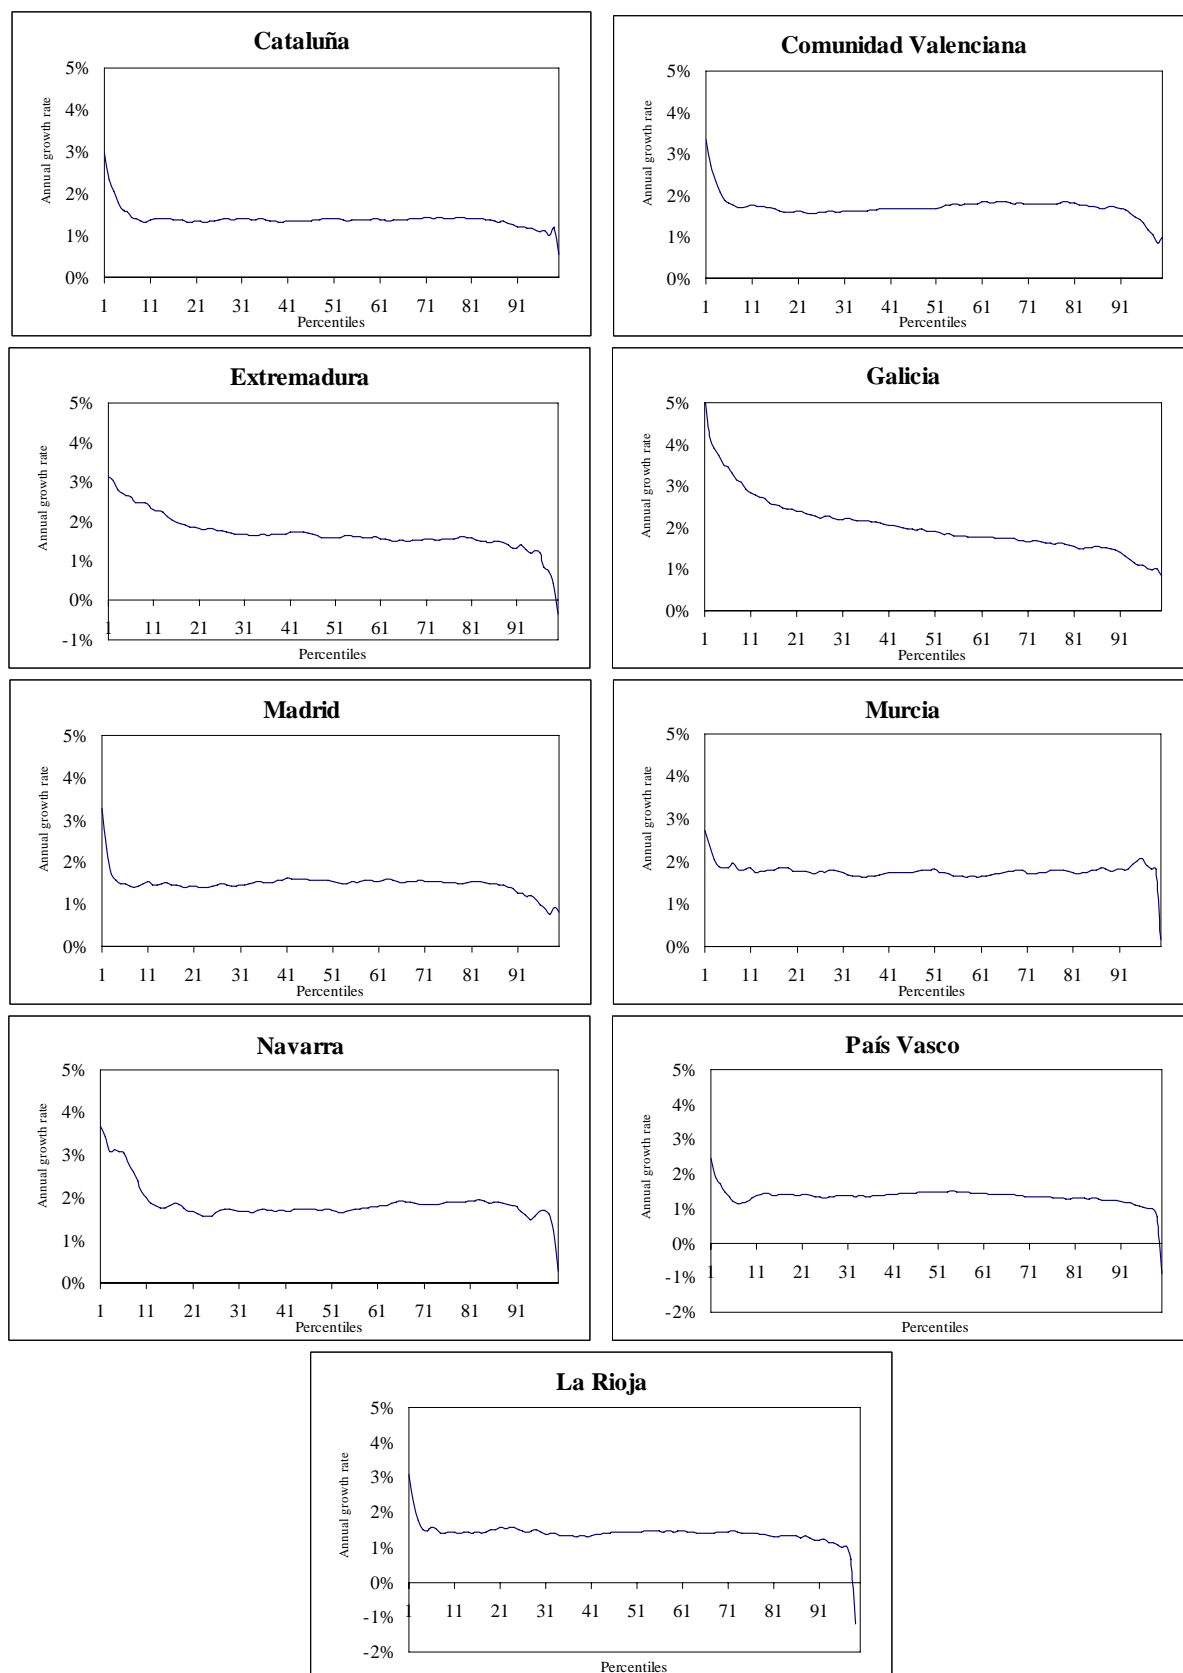 Cataluña
Annual growth rate
5%
4%
3%
2%
1%
0%
1 11 21 31 41 51 61 71 81 91
Percentiles
Comunidad Valenciana
Annual growth rate
5%
4%
3%
2%
1%
0%
1 11 21 31 41 51 61 71 81 91
Percentiles
Extremadura
Annual growth rate
5%
4%
3%
2%
1%
0%
-1%
1 11 21 31 41 51 61 71 81 91
Percentiles
Galicia
Annual growth rate
5%
4%
3%
2%
1%
0%
1 11 21 31 41 51 61 71 81 91
Percentiles
Madrid
Annual growth rate
5%
4%
3%
2%
1%
0%
1 11 21 31 41 51 61 71 81 91
Percentiles
Murcia
Annual growth rate
5%
4%
3%
2%
1%
0%
1 11 21 31 41 51 61 71 81 91
Percentiles
Navarra
Annual growth rate
5%
4%
3%
2%
1%
0%
1 11 21 31 41 51 61 71 81 91
Percentiles
País Vasco
Annual growth rate
5%
4%
3%
2%
1%
0%
-1%
-2%
1 11 21 31 41 51 61 71 81 91
Percentiles
La Rioja
Annual growth rate
5%
4%
3%
2%
1%
0%
-1%
-2%
1 11 21 31 41 51 61 71 81 91
Percentiles